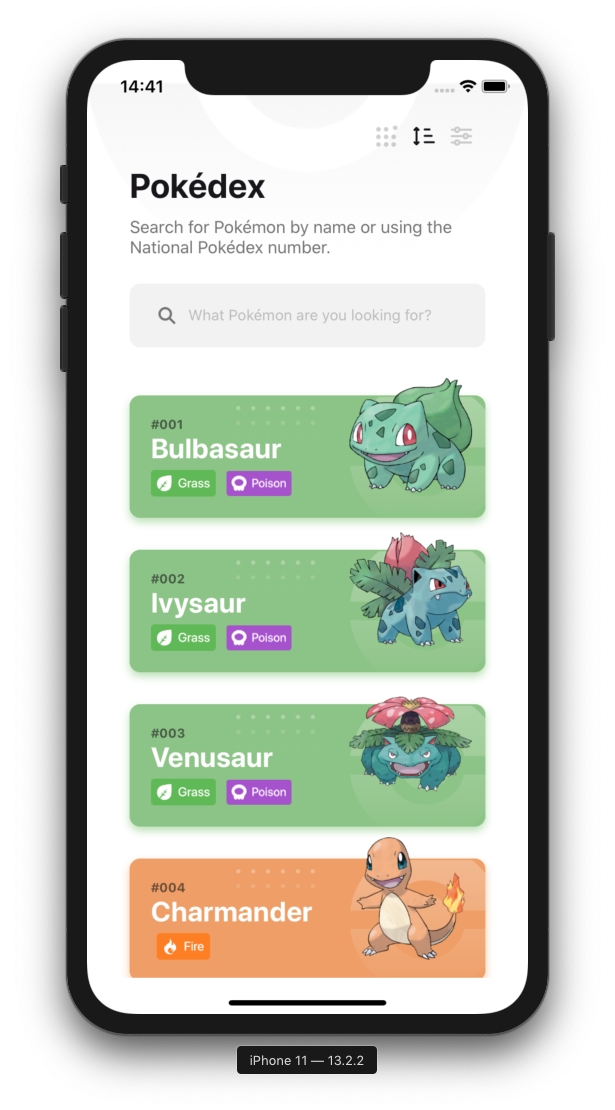 14:41
Pokédex
Search for Pokémon by name or using the
National Pokédex number.
What Pokémon are you looking for?
#001
Bulbasaur
Grass Poison
#002
Ivysaur
Grass Poison
#003
Venusaur
Grass Poison
#004
Charmander
Fire
iPhone 11 — 13.2.2